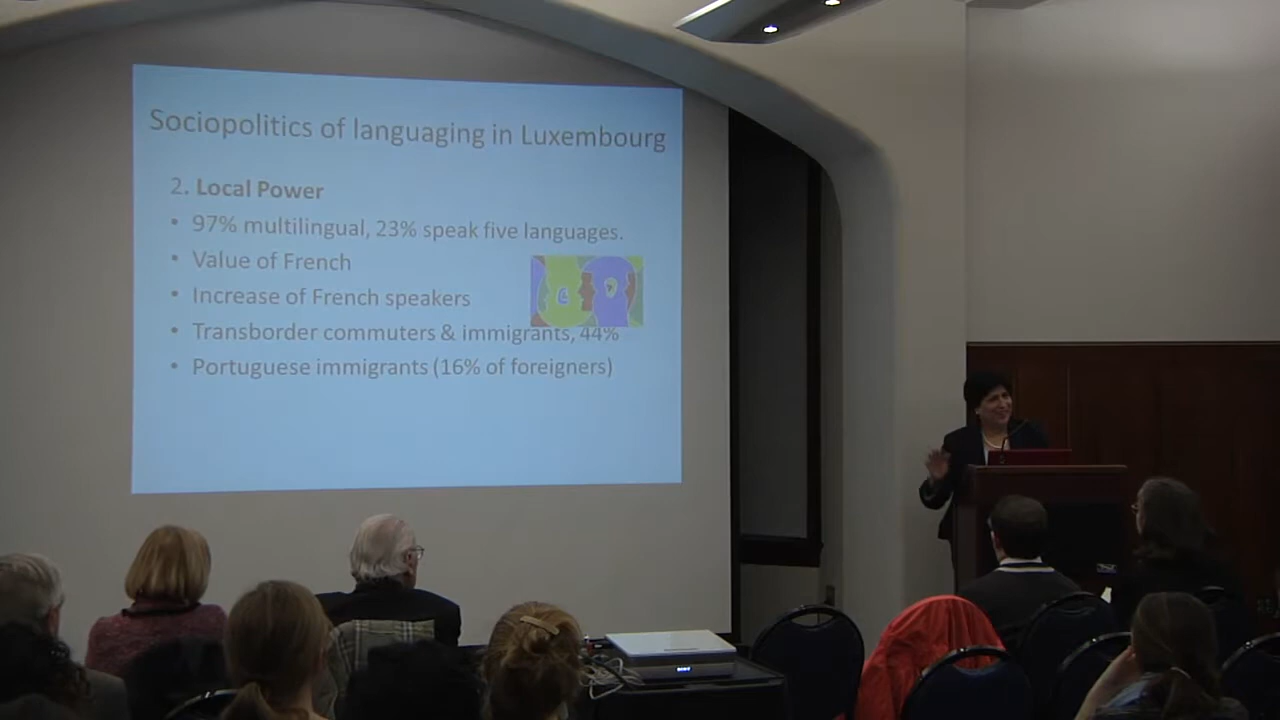 Sociopolitics of languaging in Luxembourg
2. Local Power
• 97% multilingual, 23% speak five languages.
• Value of French
• Increase of French speakers
• Transborder commuters & immigrants, 44%
• Portuguese immigrants (16% of foreigners)